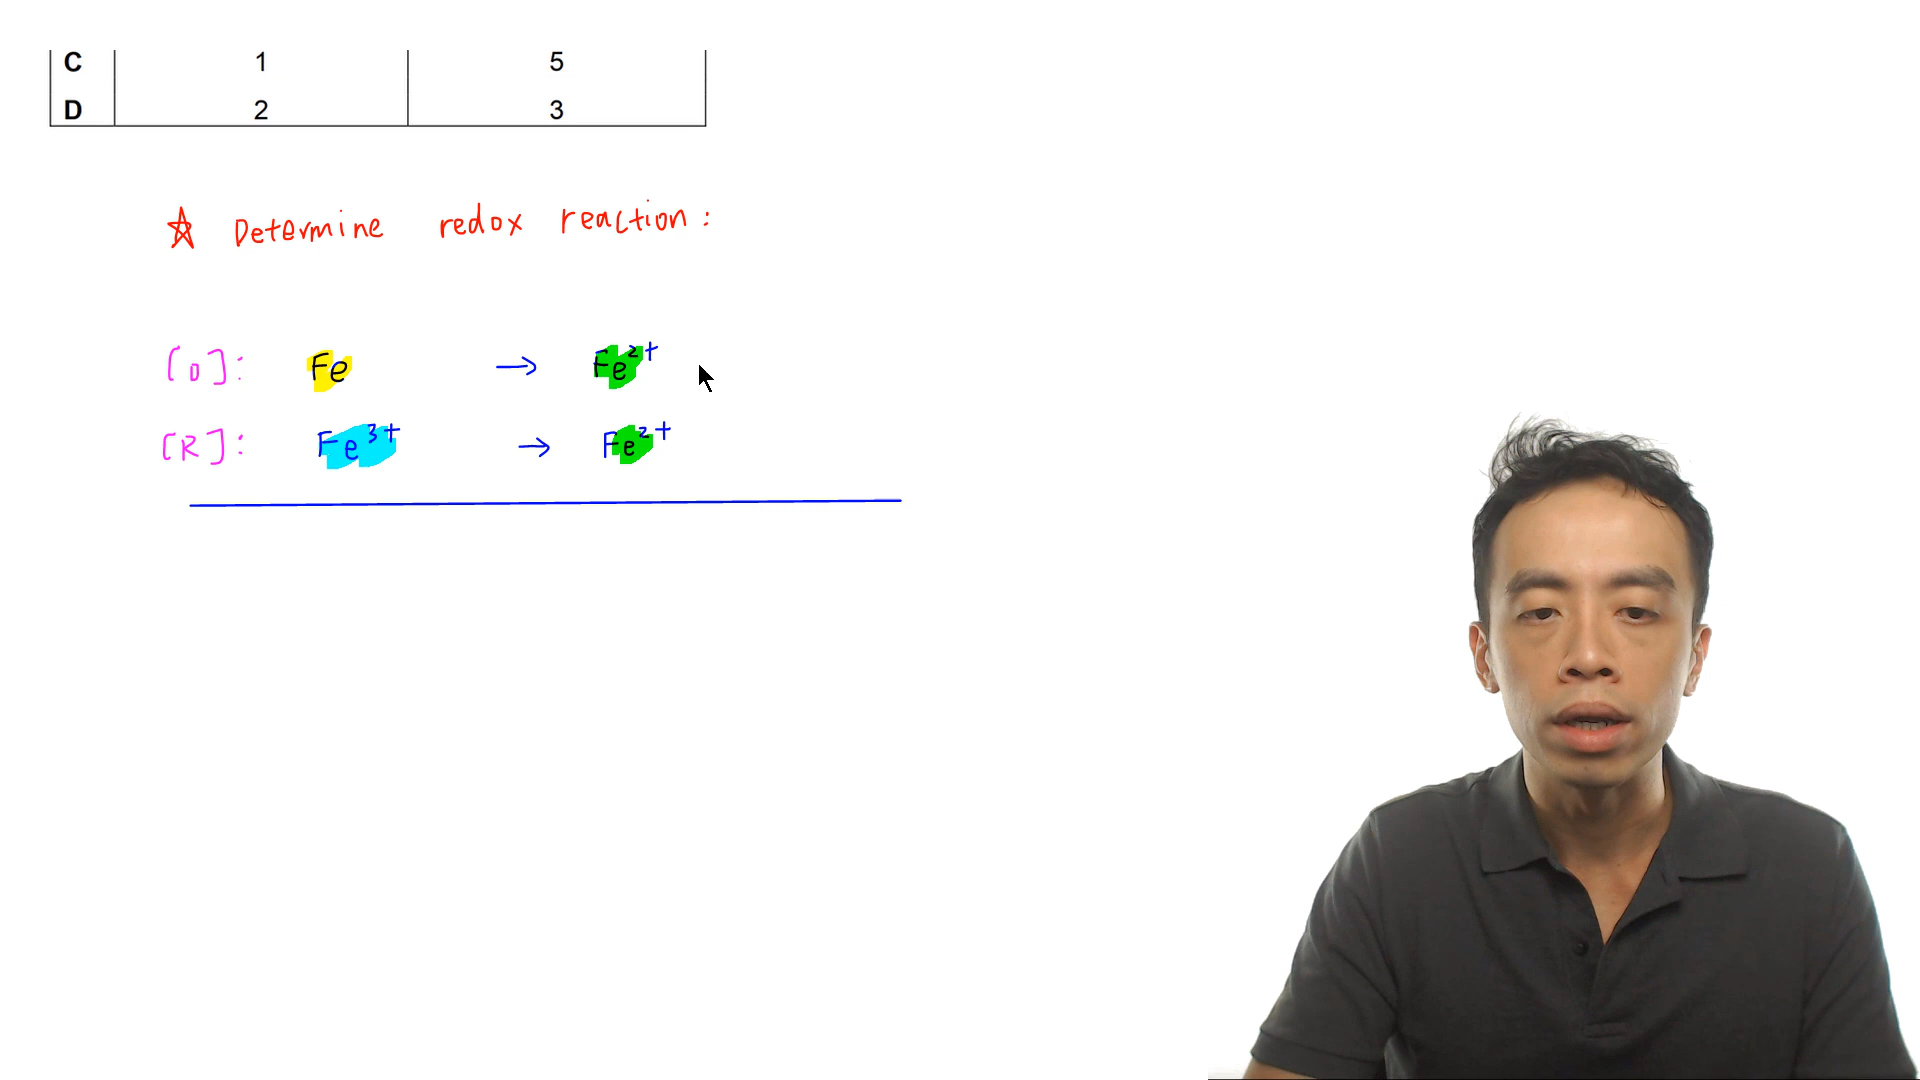 C 1 5
D 2 3
☆ Determine redox reaction:
[O]: Fe → Fe²⁺
[R]: Fe³⁺ → Fe²⁺